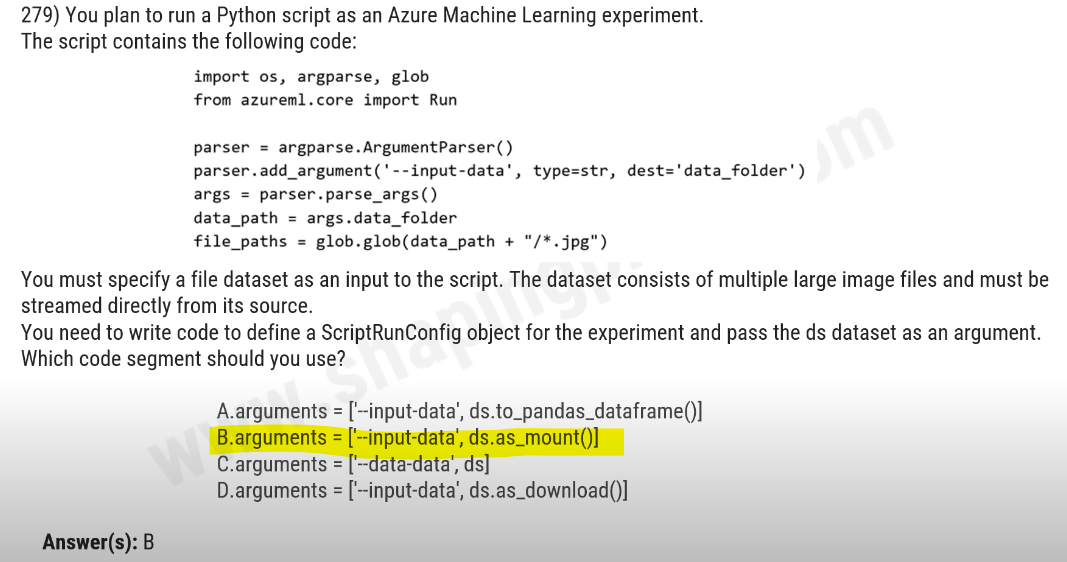 279) You plan to run a Python script as an Azure Machine Learning experiment.
The script contains the following code:
import os, argparse, glob
from azureml.core import Run
parser = argparse.ArgumentParser()
parser.add_argument('--input-data', type=str, dest='data_folder')
args = parser.parse_args()
data_path = args.data_folder
file_paths = glob.glob(data_path + "/*.jpg")
You must specify a file dataset as an input to the script. The dataset consists of multiple large image files and must be
streamed directly from its source.
You need to write code to define a ScriptRunConfig object for the experiment and pass the ds dataset as an argument.
Which code segment should you use?
A.arguments = ['--input-data', ds.to_pandas_dataframe()]
B.arguments = ['--input-data', ds.as_mount()]
C.arguments = ['--data-data', ds]
D.arguments = ['--input-data', ds.as_download()]
Answer(s): B